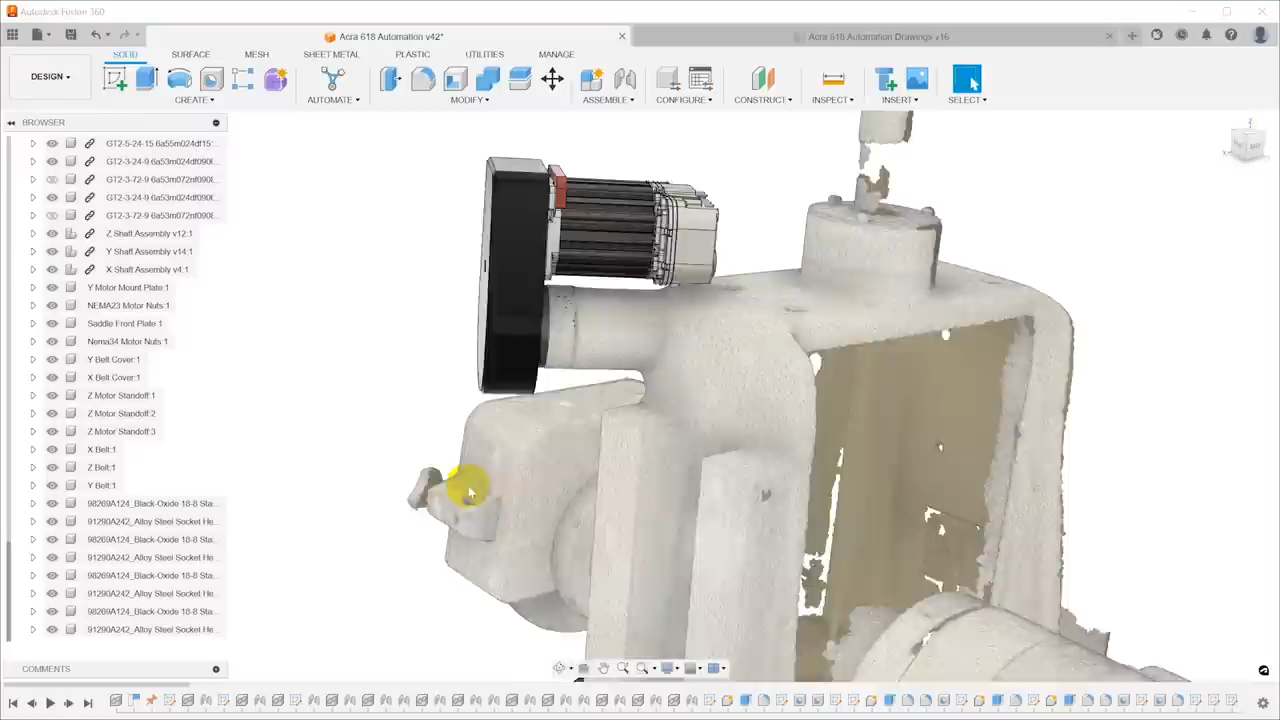 Autodesk Fusion 360
Acra 618 Automation v42*
Acra 618 Automation Drawings v16
SOLID SURFACE MESH SHEET METAL PLASTIC UTILITIES MANAGE
DESIGN
CREATE AUTOMATE MODIFY ASSEMBLE CONFIGURE CONSTRUCT INSPECT INSERT SELECT
BROWSER
GT2-5-24-15 6a55m024df15...
GT2-3-24-9 6a53m024df090l...
GT2-3-72-9 6a53m072nf090l...
GT2-3-24-9 6a53m024df090l...
GT2-3-72-9 6a53m072nf090l...
Z Shaft Assembly v12:1
Y Shaft Assembly v14:1
X Shaft Assembly v4:1
Y Motor Mount Plate:1
NEMA23 Motor Nuts:1
Saddle Front Plate:1
Nema34 Motor Nuts:1
Y Belt Cover:1
X Belt Cover:1
Z Motor Standoff:1
Z Motor Standoff:2
Z Motor Standoff:3
X Belt:1
Z Belt:1
Y Belt:1
98269A124_Black-Oxide 18-8 Sta...
91290A242_Alloy Steel Socket He...
98269A124_Black-Oxide 18-8 Sta...
91290A242_Alloy Steel Socket He...
98269A124_Black-Oxide 18-8 Sta...
91290A242_Alloy Steel Socket He...
98269A124_Black-Oxide 18-8 Sta...
91290A242_Alloy Steel Socket He...
COMMENTS